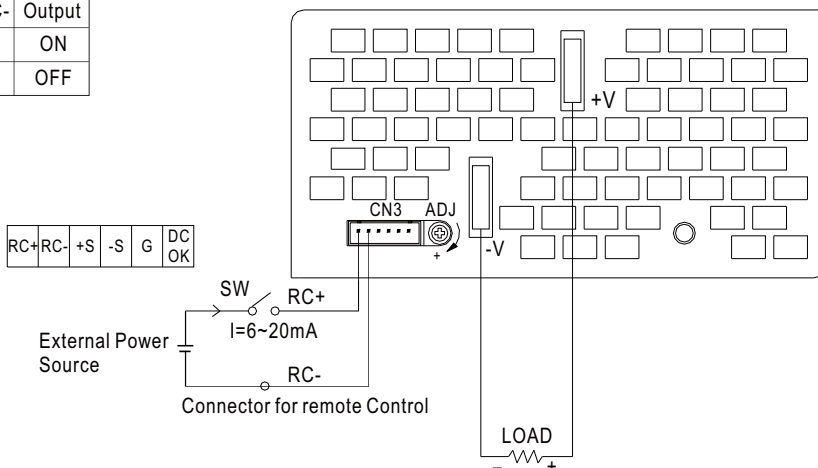 C- Output
ON
OFF
+V
CN3 ADJ
-V
+
RC+ RC- +S -S G DC OK
SW RC+
I=6~20mA
External Power
Source
RC-
Connector for remote Control
LOAD
- +